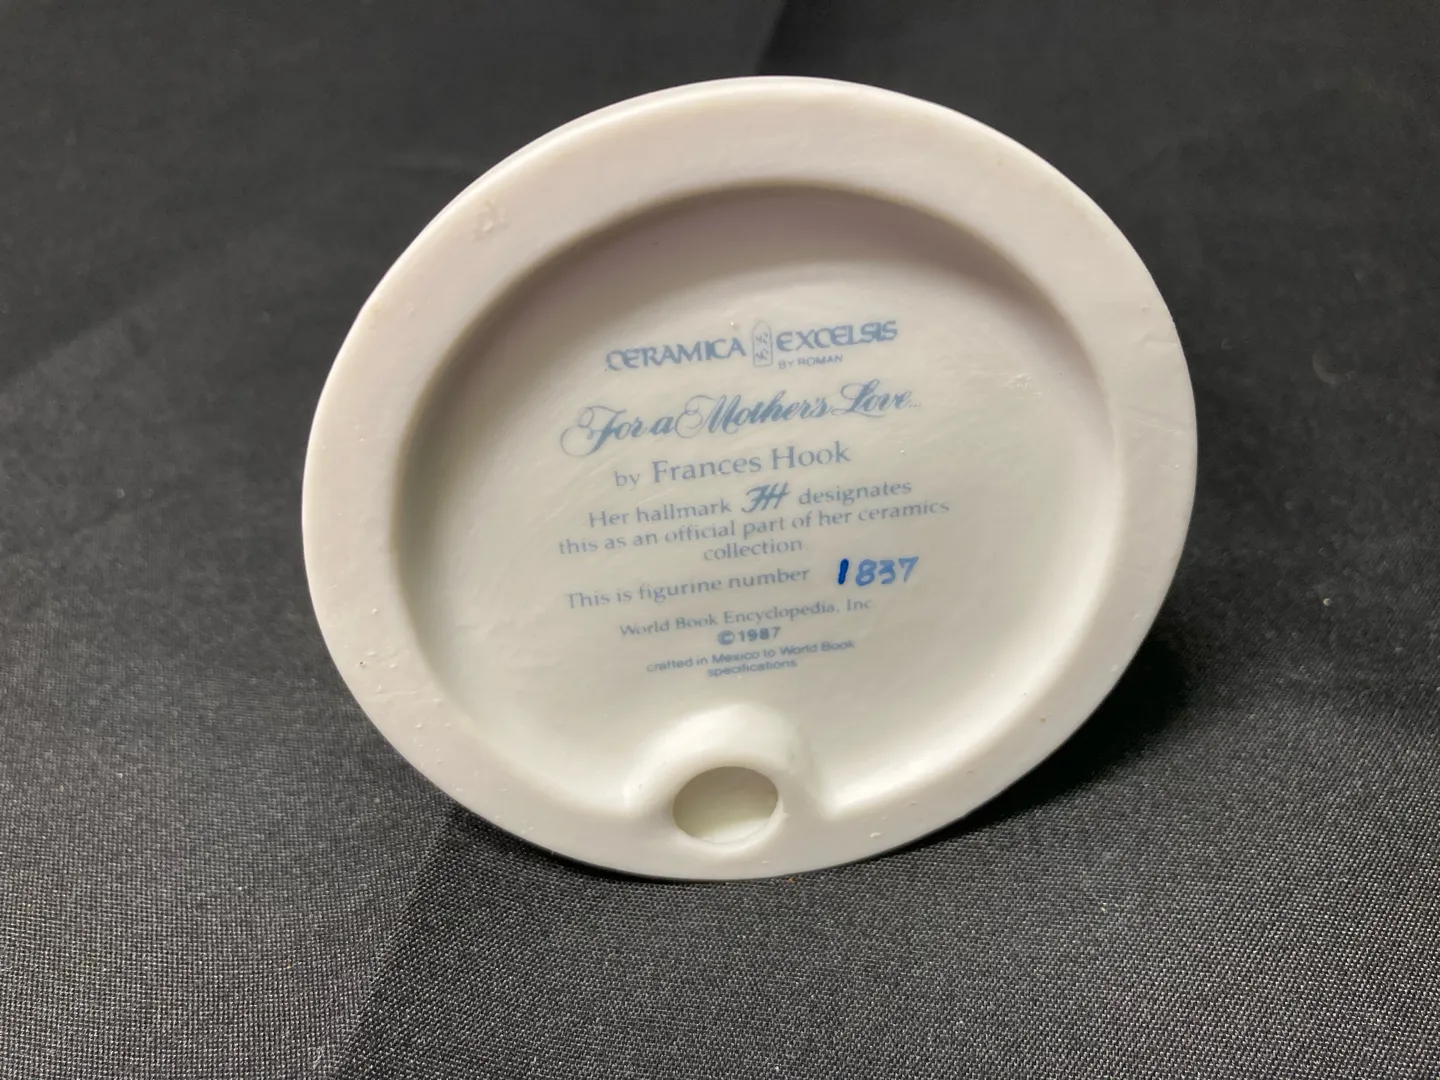 CERAMICA EXCELSIS
BY ROMAN
For a Mother's Love...
by Frances Hook
Her hallmark FH designates
this as an official part of her ceramics
collection
This is figurine number 1837
World Book Encyclopedia, Inc.
©1987
crafted in Mexico to World Book
specifications